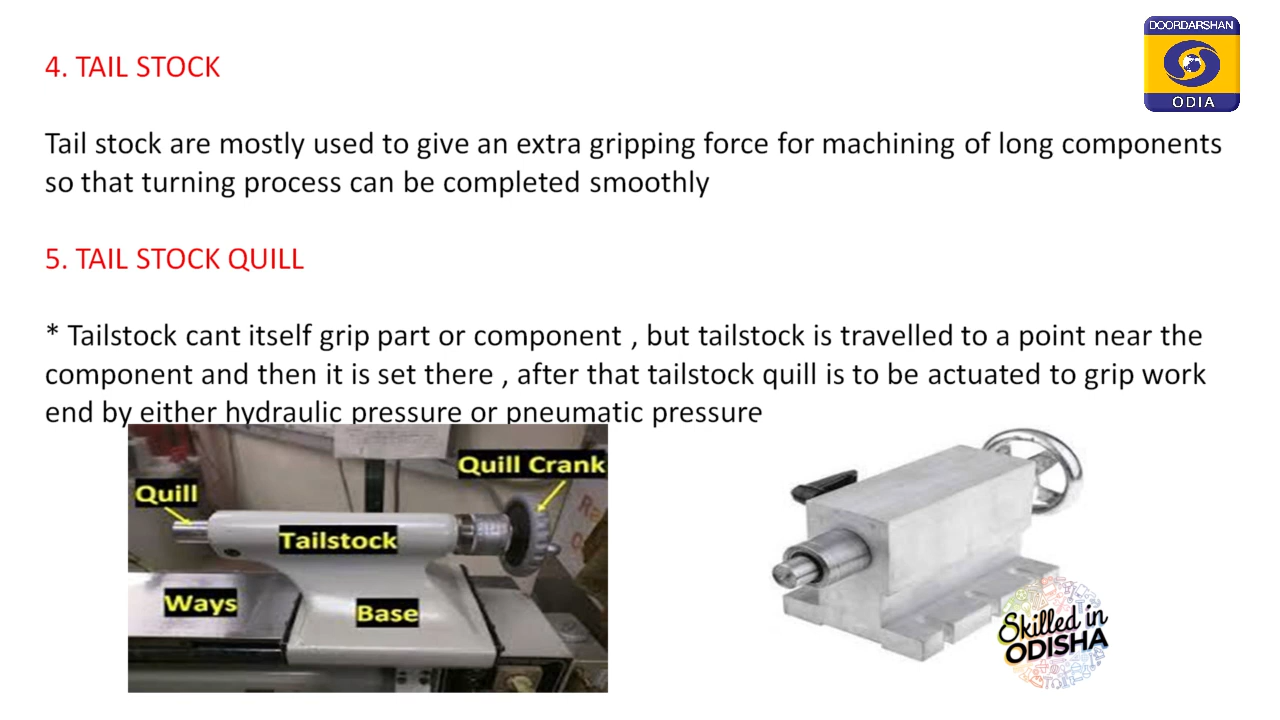 DOORDARSHAN
ODIA
4. TAIL STOCK
Tail stock are mostly used to give an extra gripping force for machining of long components
so that turning process can be completed smoothly
5. TAIL STOCK QUILL
* Tailstock cant itself grip part or component , but tailstock is travelled to a point near the
component and then it is set there , after that tailstock quill is to be actuated to grip work
end by either hydraulic pressure or pneumatic pressure
Quill Crank
Quill
Tailstock
Ways
Base
Skilled in
ODISHA